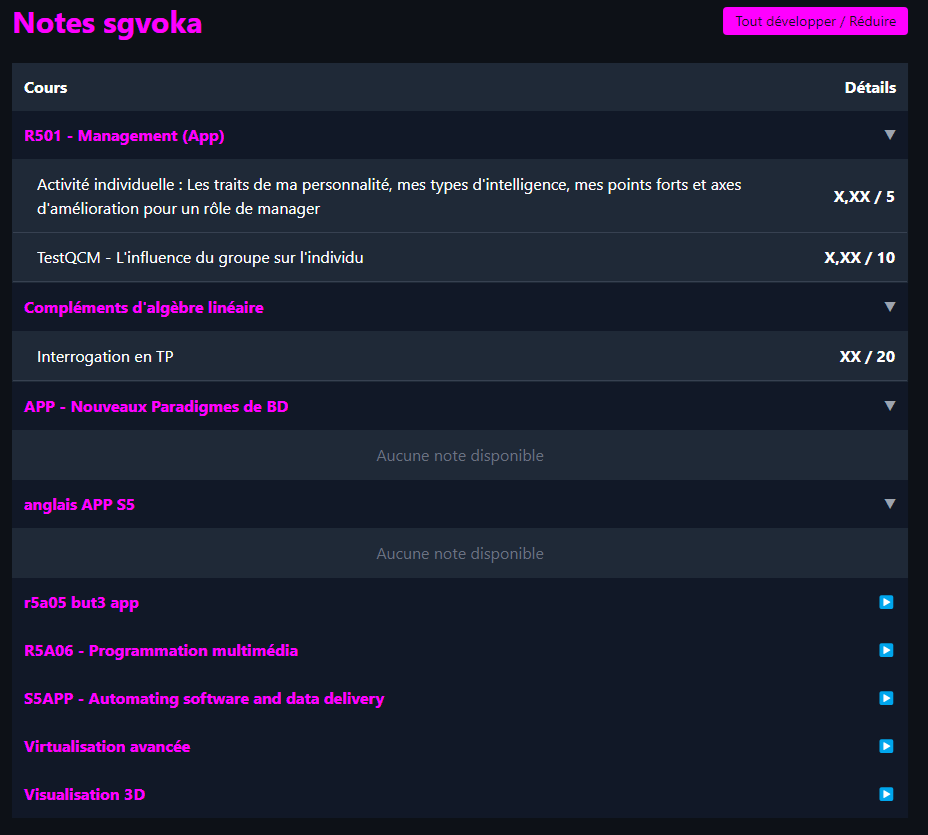 Notes sgvoka
Tout développer / Réduire
Cours
Détails
R501 - Management (App)
▼
Activité individuelle : Les traits de ma personnalité, mes types d'intelligence, mes points forts et axes
d'amélioration pour un rôle de manager
X,XX / 5
TestQCM - L'influence du groupe sur l'individu
X,XX / 10
Compléments d'algèbre linéaire
▼
Interrogation en TP
XX / 20
APP - Nouveaux Paradigmes de BD
▼
Aucune note disponible
anglais APP S5
▼
Aucune note disponible
r5a05 but3 app
R5A06 - Programmation multimédia
S5APP - Automating software and data delivery
Virtualisation avancée
Visualisation 3D